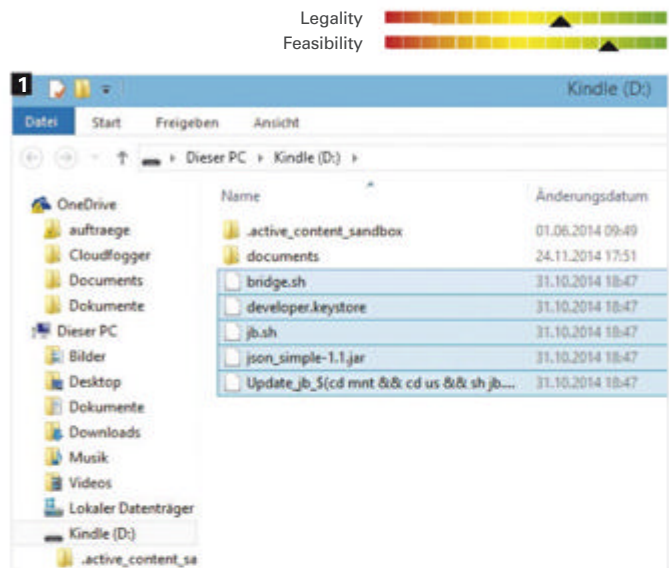 Legality
Feasibility
1
Kindle (D:)
Datei Start Freigeben Ansicht
Dieser PC Kindle (D:)
Name Änderungsdatum
OneDrive
auftraege
Cloudfogger
Documents
Dokumente
Dieser PC
Bilder
Desktop
Dokumente
Downloads
Musik
Videos
Lokaler Datenträger
Kindle (D:)
.active_content_sa
.active_content_sandbox 01.06.2014 09:49
documents 24.11.2014 17:51
bridge.sh 31.10.2014 18:47
developer.keystore 31.10.2014 18:47
jb.sh 31.10.2014 18:47
json_simple-1.1.jar 31.10.2014 18:47
Update_jb_$(cd mnt && cd us && sh jb.... 31.10.2014 18:47